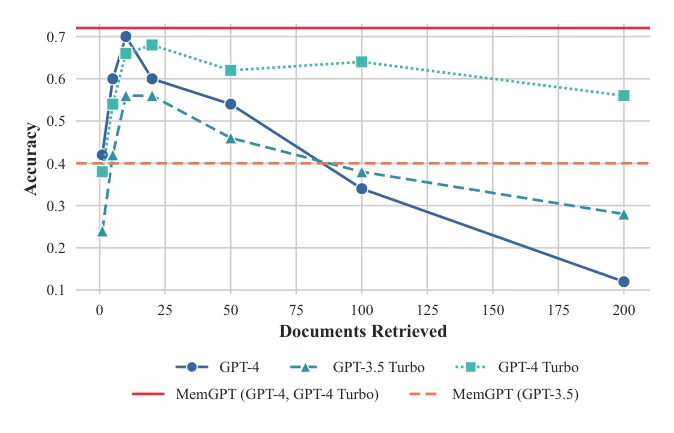 0.7
0.6
0.5
0.4
0.3
0.2
0.1
Accuracy
0 25 50 75 100 125 150 175 200
Documents Retrieved
GPT-4 GPT-3.5 Turbo GPT-4 Turbo
MemGPT (GPT-4, GPT-4 Turbo) MemGPT (GPT-3.5)